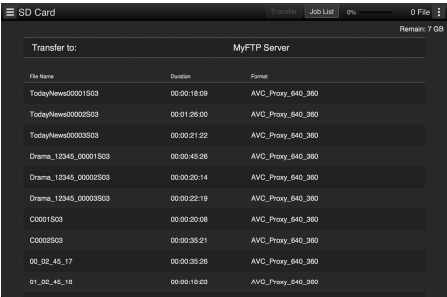 SD Card Transfer Job List 0% 0 File
Remain: 7 GB
Transfer to: MyFTP Server
File Name Duration Format
TodayNews00001S03 00:00:18:09 AVC_Proxy_640_360
TodayNews00002S03 00:01:26:00 AVC_Proxy_640_360
TodayNews00003S03 00:00:21:22 AVC_Proxy_640_360
Drama_12345_00001S03 00:00:45:26 AVC_Proxy_640_360
Drama_12345_00002S03 00:00:20:14 AVC_Proxy_640_360
Drama_12345_00003S03 00:00:22:19 AVC_Proxy_640_360
C0001S03 00:00:20:08 AVC_Proxy_640_360
C0002S03 00:00:35:21 AVC_Proxy_640_360
00_02_45_17 00:00:35:26 AVC_Proxy_640_360
01_02_45_18 00:00:16:23 AVC_Proxy_640_360